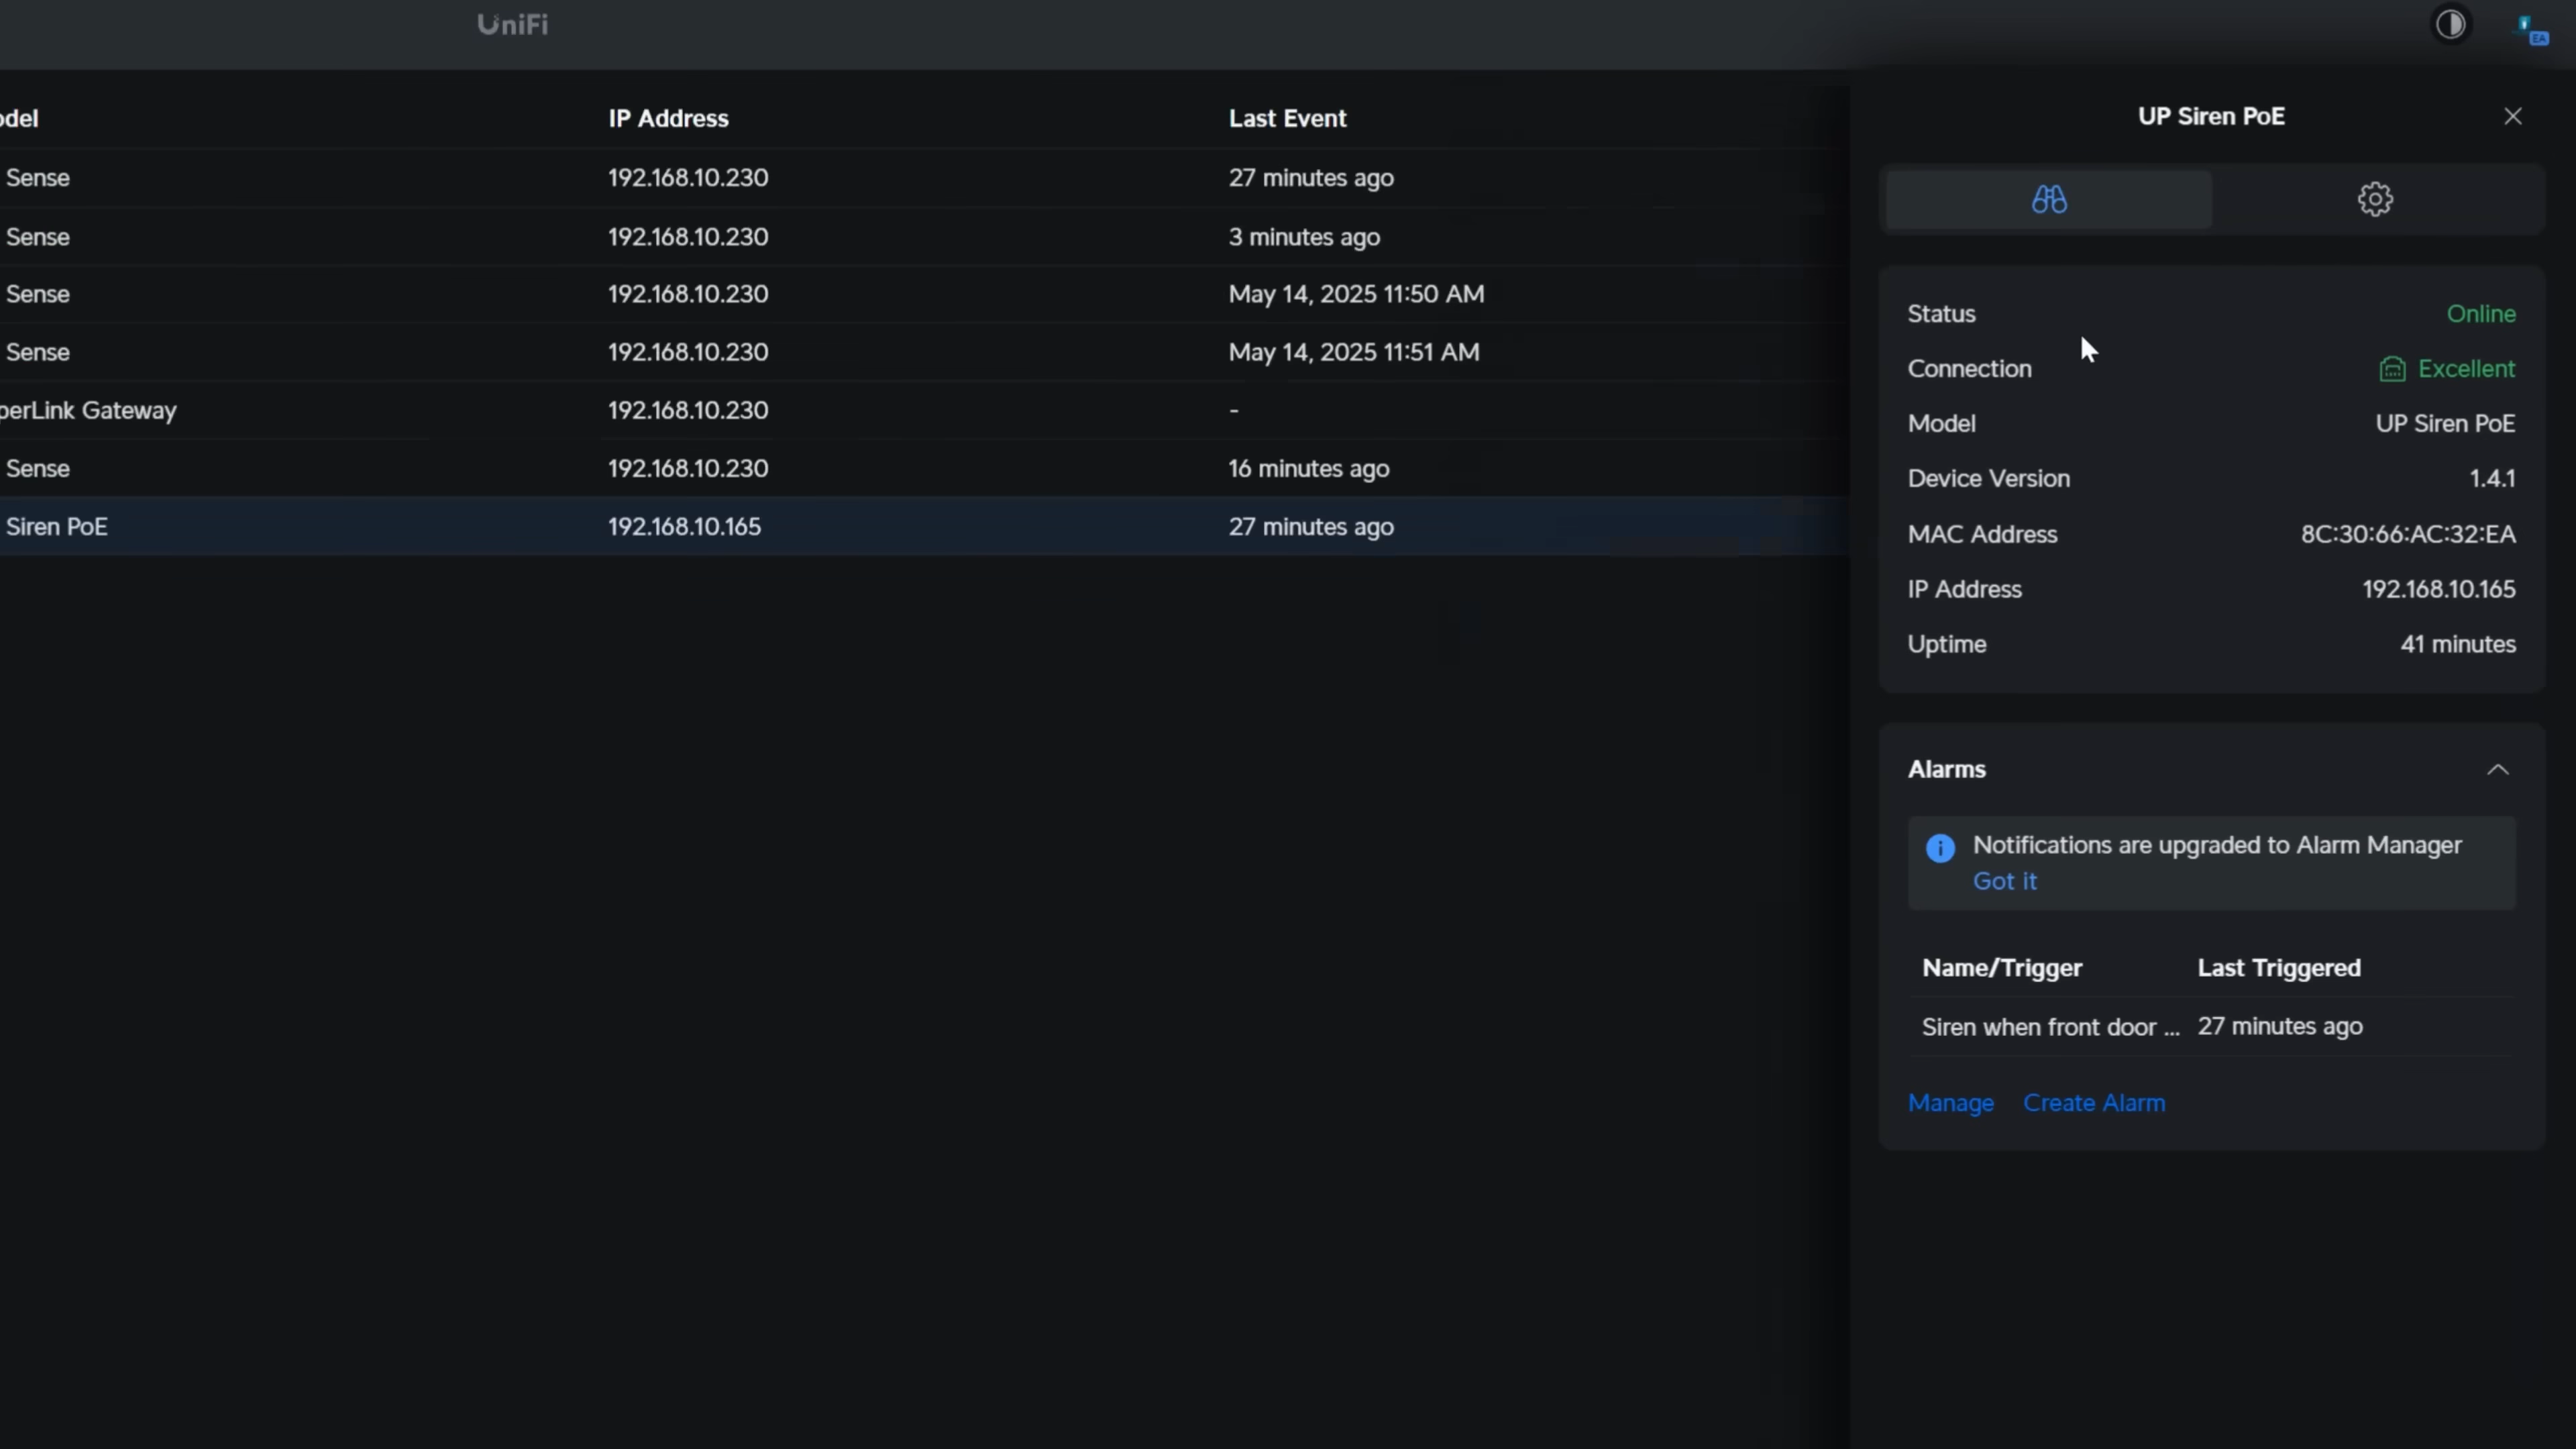 UniFi
EA
odel IP Address Last Event
Sense 192.168.10.230 27 minutes ago
Sense 192.168.10.230 3 minutes ago
Sense 192.168.10.230 May 14, 2025 11:50 AM
Sense 192.168.10.230 May 14, 2025 11:51 AM
perLink Gateway 192.168.10.230 -
Sense 192.168.10.230 16 minutes ago
Siren PoE 192.168.10.165 27 minutes ago
UP Siren PoE
Status Online
Connection Excellent
Model UP Siren PoE
Device Version 1.4.1
MAC Address 8C:30:66:AC:32:EA
IP Address 192.168.10.165
Uptime 41 minutes
Alarms
Notifications are upgraded to Alarm Manager
Got it
Name/Trigger Last Triggered
Siren when front door ... 27 minutes ago
Manage Create Alarm